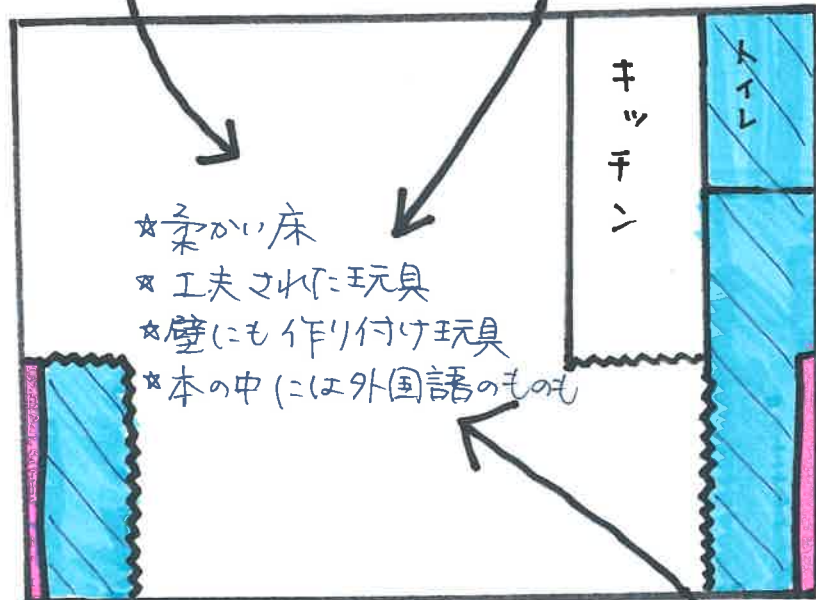 トイレ
キッチン
☆柔かい床
☆工夫された玩具
☆壁にも作り付け玩具
☆本の中には外国語のものも